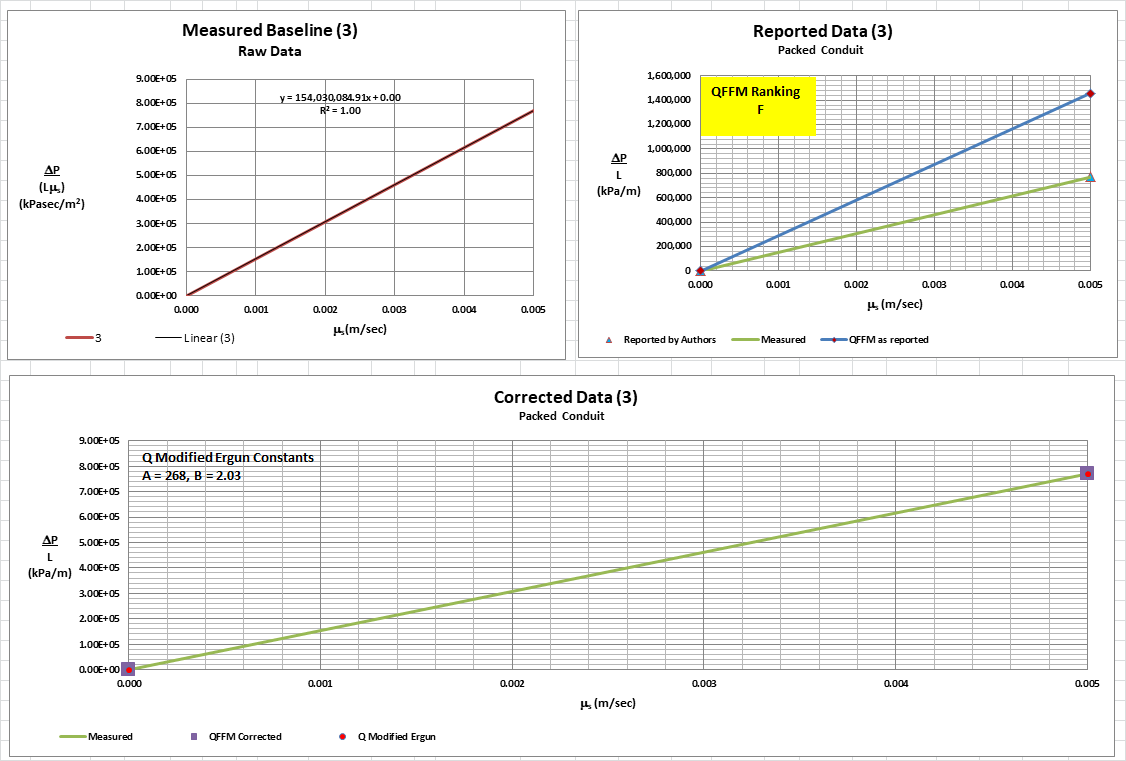 Measured Baseline (3)
Raw Data
9.00E+05
8.00E+05
7.00E+05
6.00E+05
5.00E+05
4.00E+05
3.00E+05
2.00E+05
1.00E+05
0.00E+00
y = 154,030,084.91x + 0.00
R² = 1.00
ΔP
(Lμs)
(kPasec/m²)
0.000 0.001 0.002 0.003 0.004 0.005
μs(m/sec)
3 Linear (3)
Reported Data (3)
Packed Conduit
1,600,000
1,400,000
1,200,000
1,000,000
800,000
600,000
400,000
200,000
0
QFFM Ranking
F
ΔP
L
(kPa/m)
0.000 0.001 0.002 0.003 0.004 0.005
μs (m/sec)
Reported by Authors Measured QFFM as reported
Corrected Data (3)
Packed Conduit
9.00E+05
8.00E+05
7.00E+05
6.00E+05
5.00E+05
4.00E+05
3.00E+05
2.00E+05
1.00E+05
0.00E+00
Q Modified Ergun Constants
A = 268, B = 2.03
ΔP
L
(kPa/m)
0.000 0.001 0.002 0.003 0.004 0.005
μs (m/sec)
Measured QFFM Corrected Q Modified Ergun